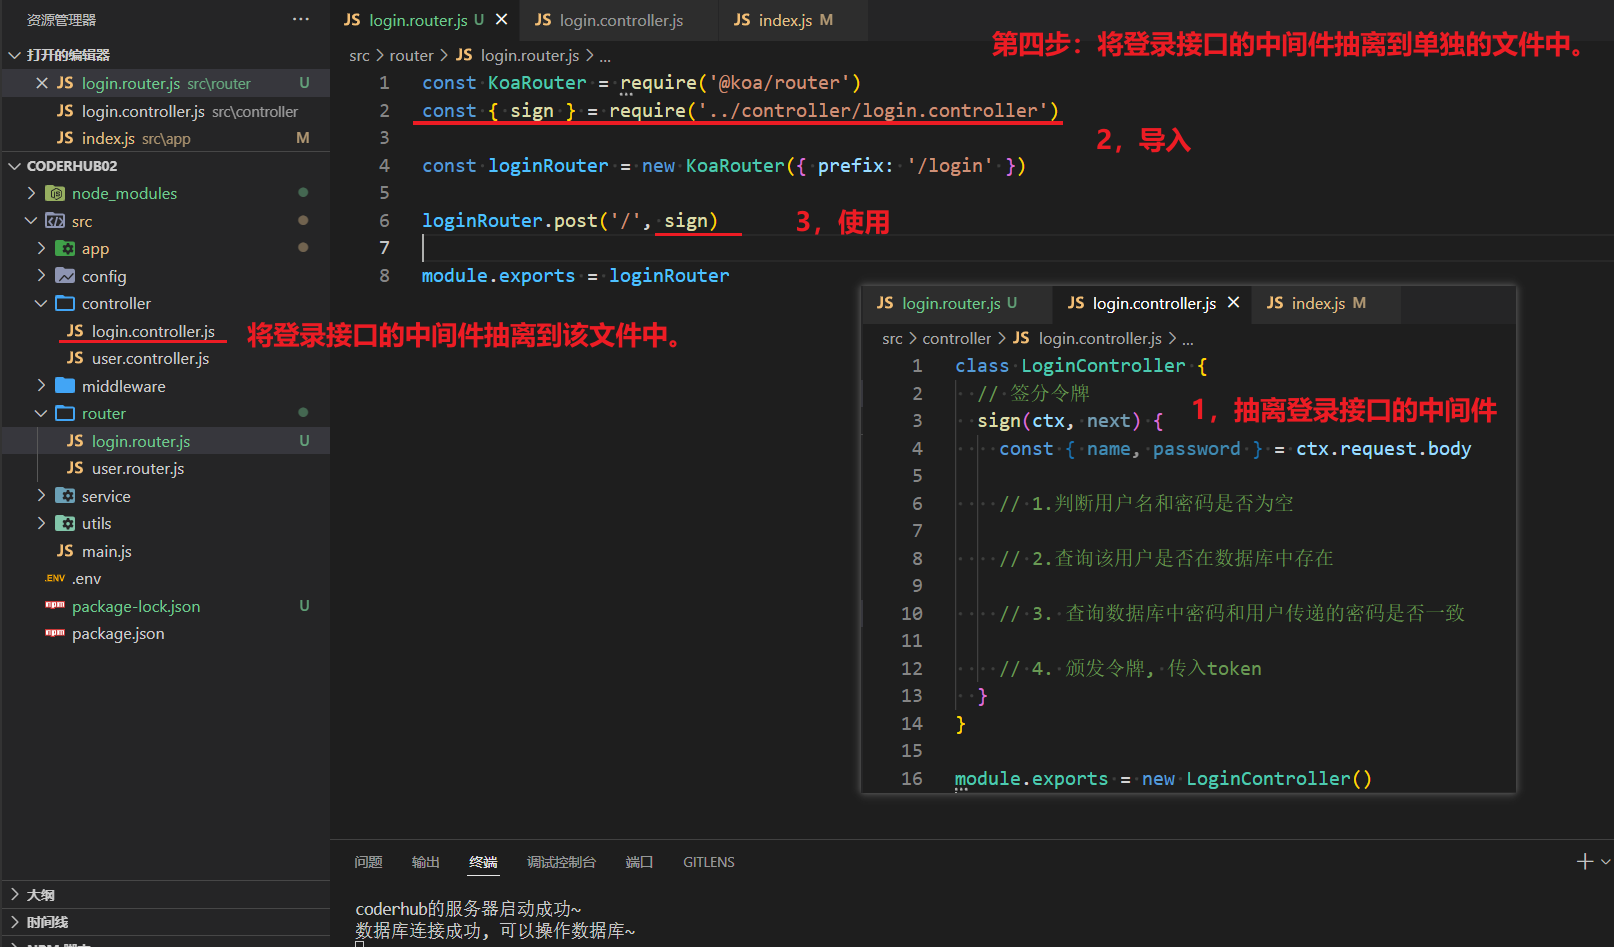 资源管理器 ...
打开的编辑器
JS login.router.js src\router U
JS login.controller.js src\controller
JS index.js src\app M
CODERHUB02
node_modules
src
app
config
controller
JS login.controller.js
JS user.controller.js
middleware
router
JS login.router.js U
JS user.router.js
service
utils
JS main.js
.ENV .env
npm package-lock.json U
npm package.json
大纲
时间线
JS login.router.js U
JS login.controller.js
JS index.js M
src > router > JS login.router.js > ...
第四步：将登录接口的中间件抽离到单独的文件中。
1 const KoaRouter = require('@koa/router')
2 const { sign } = require('../controller/login.controller')
2，导入
3
4 const loginRouter = new KoaRouter({ prefix: '/login' })
5
6 loginRouter.post('/', sign)
3，使用
7
8 module.exports = loginRouter
将登录接口的中间件抽离到该文件中。
JS login.router.js U
JS login.controller.js
JS index.js M
src > controller > JS login.controller.js > ...
1 class LoginController {
2 // 签分令牌
3 sign(ctx, next) {
1，抽离登录接口的中间件
4 const { name, password } = ctx.request.body
5
6 // 1.判断用户名和密码是否为空
7
8 // 2.查询该用户是否在数据库中存在
9
10 // 3. 查询数据库中密码和用户传递的密码是否一致
11
12 // 4. 颁发令牌, 传入token
13 }
14 }
15
16 module.exports = new LoginController()
问题 输出 终端 调试控制台 端口 GITLENS
coderhub的服务器启动成功~
数据库连接成功, 可以操作数据库~